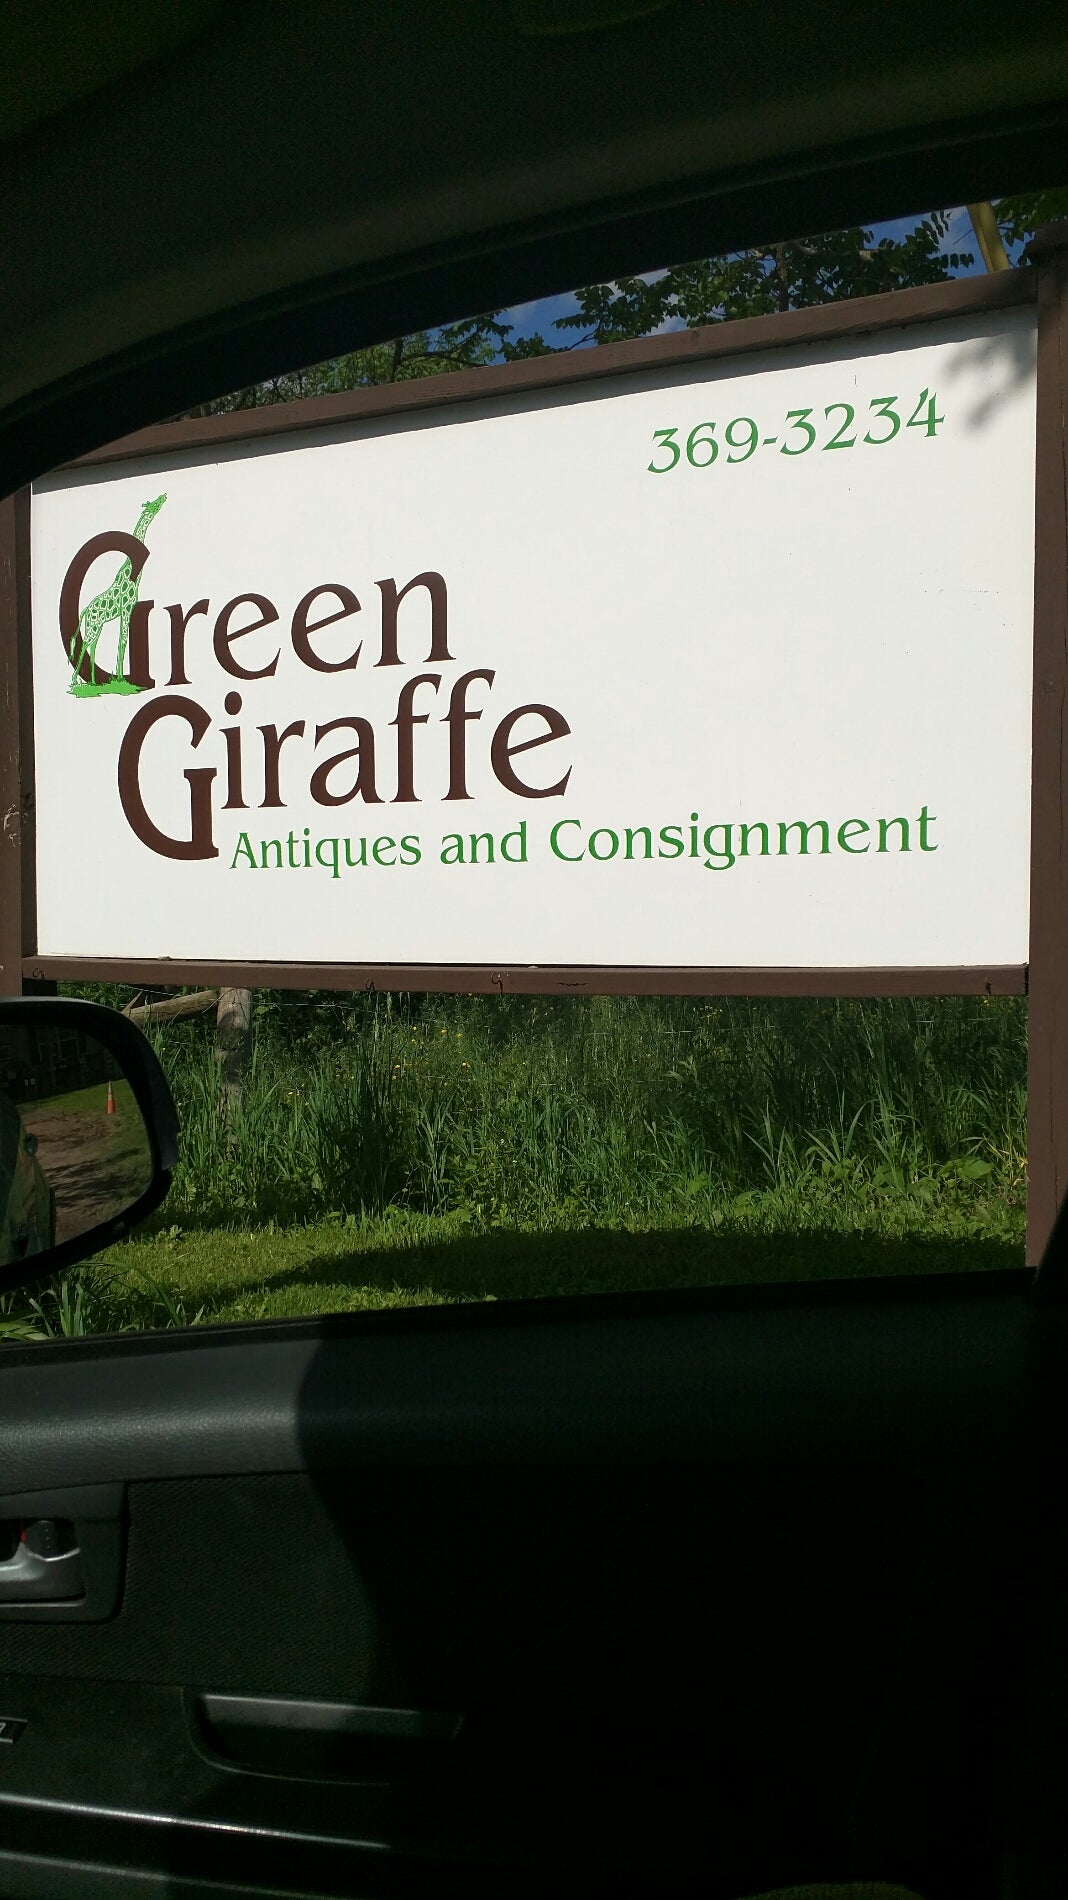 369-3234
Green
Giraffe
Antiques and Consignment